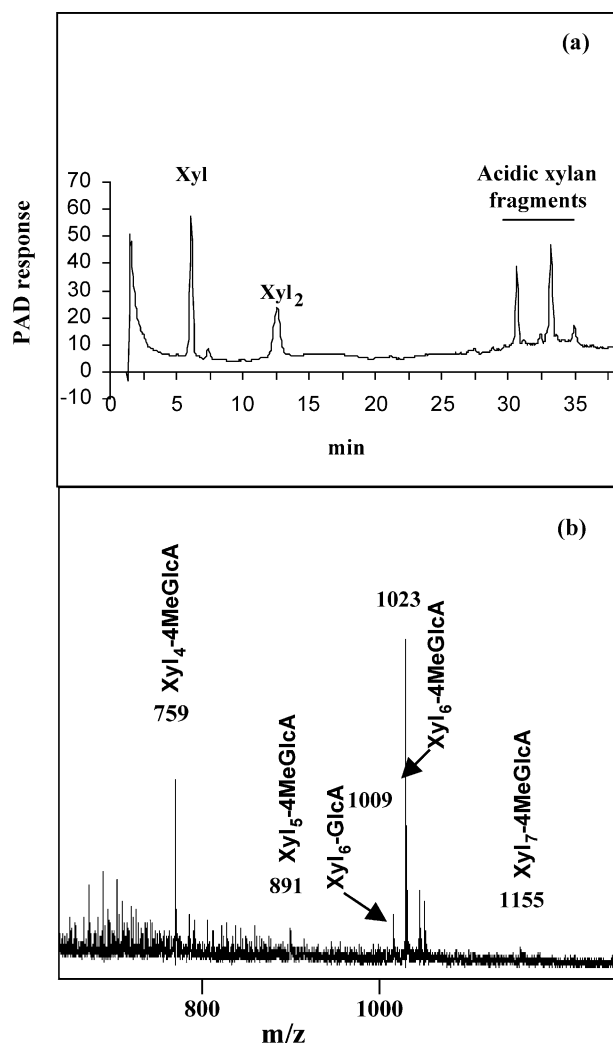 (a)
PAD response
70
60
50
40
30
20
10
0
-10
Xyl
Xyl2
Acidic xylan
fragments
0 5 10 15 20 25 30 35
min
(b)
Xyl4-4MeGlcA
759
Xyl5-4MeGlcA
891
Xyl6-GlcA
1009
1023
Xyl6-4MeGlcA
Xyl7-4MeGlcA
1155
800 1000
m/z